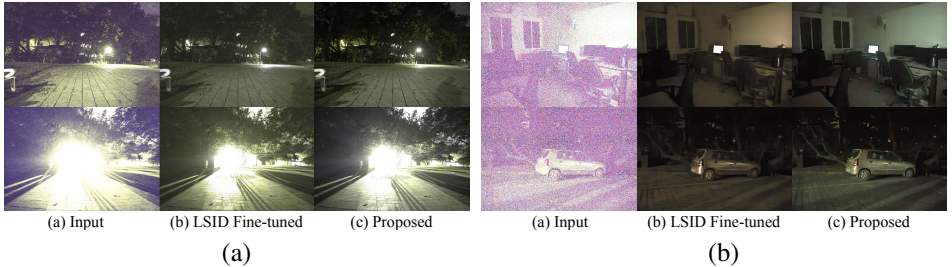 (a) Input (b) LSID Fine-tuned (c) Proposed (a) Input (b) LSID Fine-tuned (c) Proposed
(a) (b)